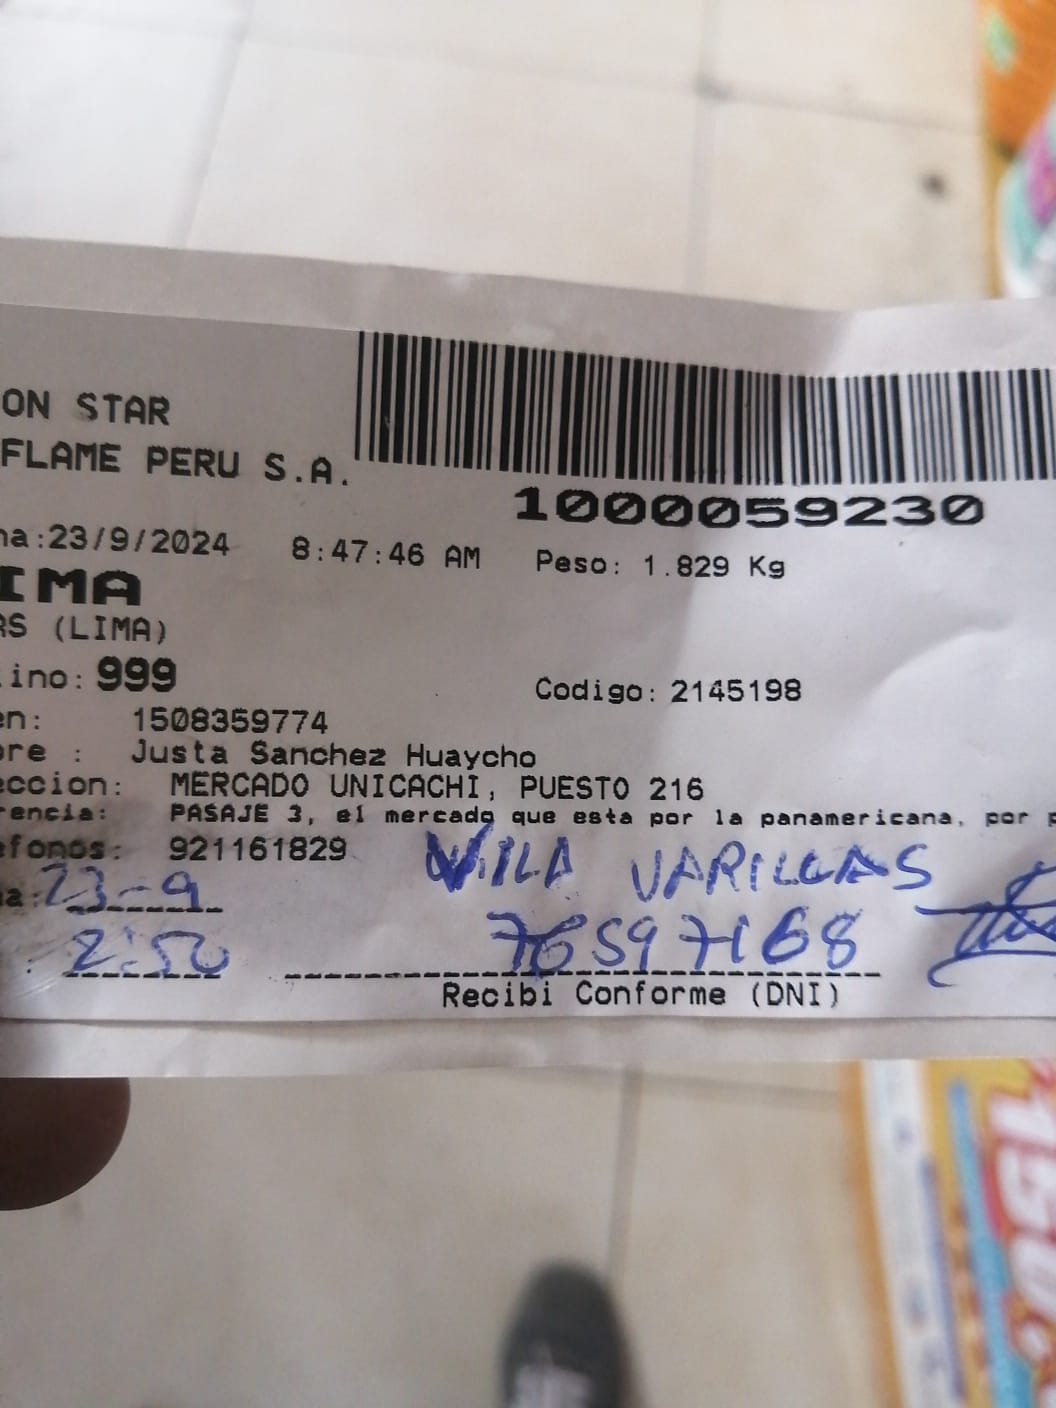 ON STAR
FLAME PERU S.A.
1000059230
na:23/9/2024 8:47:46 AM Peso: 1.829 Kg
IMA
RS (LIMA)
ino: 999 Codigo: 2145198
en: 1508359774
bre : Justa Sanchez Huaycho
eccion: MERCADO UNICACHI, PUESTO 216
rencia: PASAJE 3, el mercado que esta por la panamericana, por p
efonos: 921161829
VILA VARILLAS
ha: 23-9
2:50 76597168
Recibi Conforme (DNI)
150